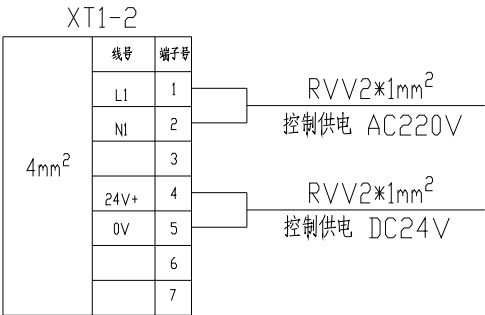 XT1-2
线号 端子号
L1 1
N1 2
3
4mm²
24V+ 4
0V 5
6
7
RVV2*1mm²
控制供电 AC220V
RVV2*1mm²
控制供电 DC24V